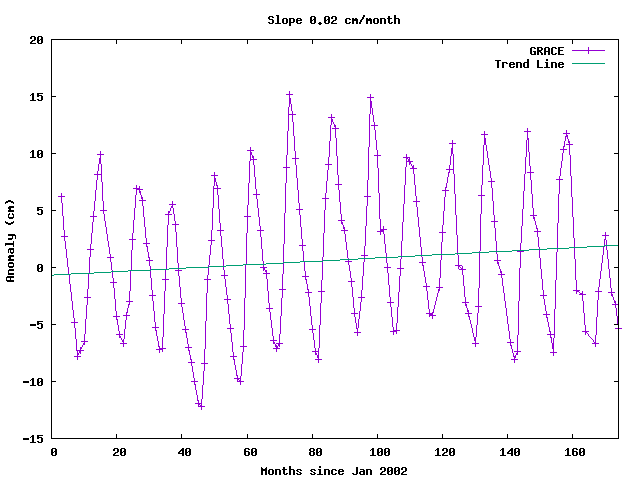 Slope 0.02 cm/month
GRACE
Trend Line
20
15
10
5
0
-5
-10
-15
Anomaly (cm)
0 20 40 60 80 100 120 140 160
Months since Jan 2002